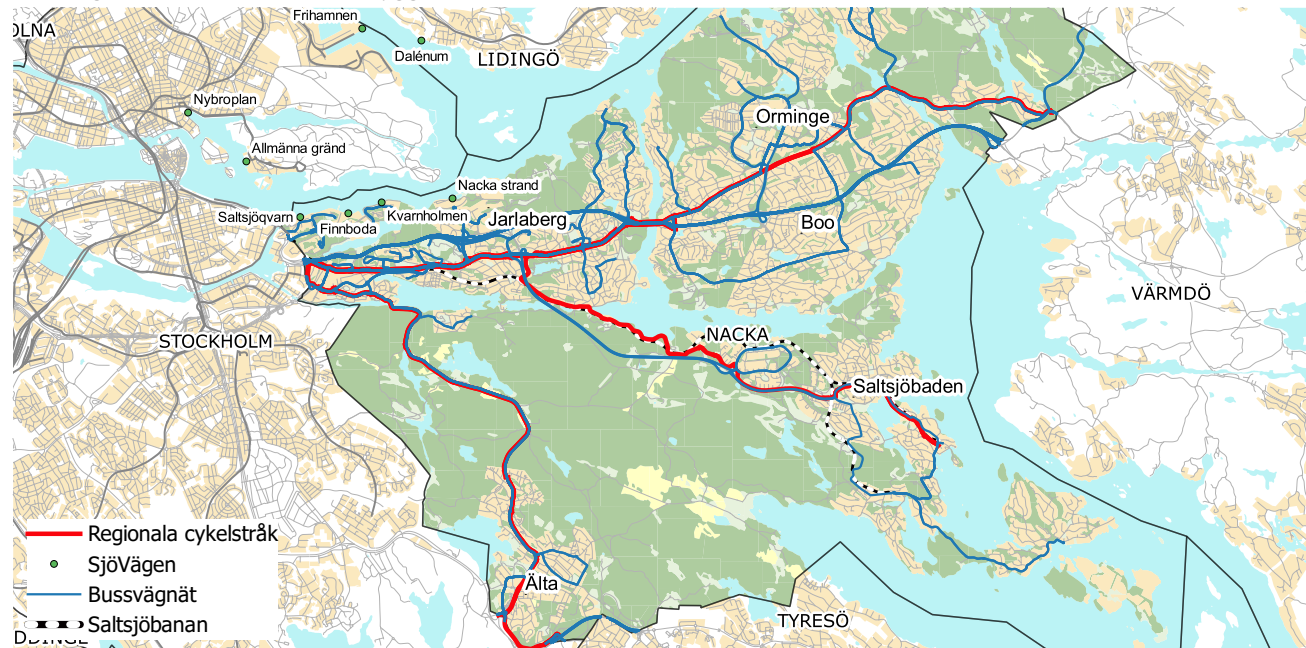 Frihamnen
OLNA
Dalénum
LIDINGÖ
Nybroplan
Orminge
Allmänna gränd
Nacka strand
Saltsjöqvarn
Kvarnholmen
Jarlaberg
Finnboda
Boo
VÄRMDÖ
STOCKHOLM
NACKA
Saltsjöbaden
Regionala cykelstråk
SjöVägen
Älta
Bussvägnät
Saltsjöbanan
TYRESÖ
DDINGE